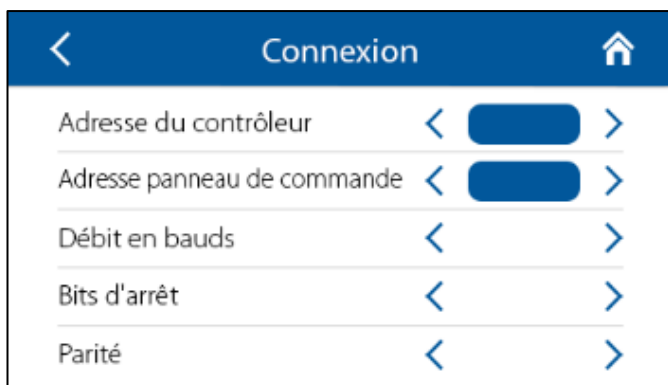 Connexion
Adresse du contrôleur
Adresse panneau de commande
Débit en bauds
Bits d'arrêt
Parité